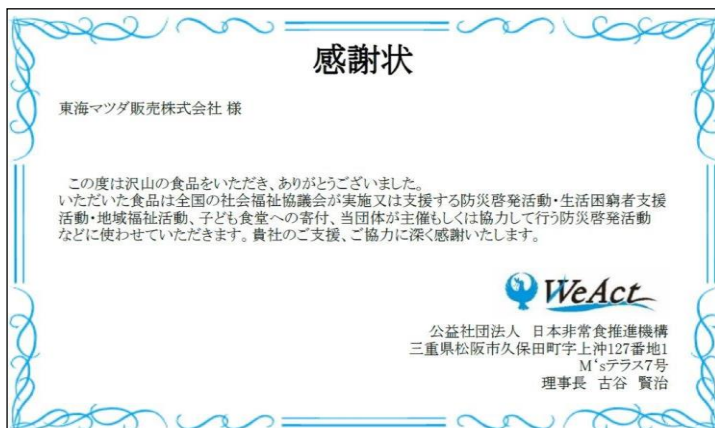 感謝状
東海マツダ販売株式会社 様
この度は沢山の食品をいただき、ありがとうございました。
いただいた食品は全国の社会福祉協議会が実施又は支援する防災啓発活動・生活困窮者支援
活動・地域福祉活動、子ども食堂への寄付、当団体が主催もしくは協力して行う防災啓発活動
などに使わせていただきます。貴社のご支援、ご協力に深く感謝いたします。
WeAct
公益社団法人 日本非常食推進機構
三重県松阪市久保田町字上沖127番地1
M‘sテラス7号
理事長 古谷 賢治